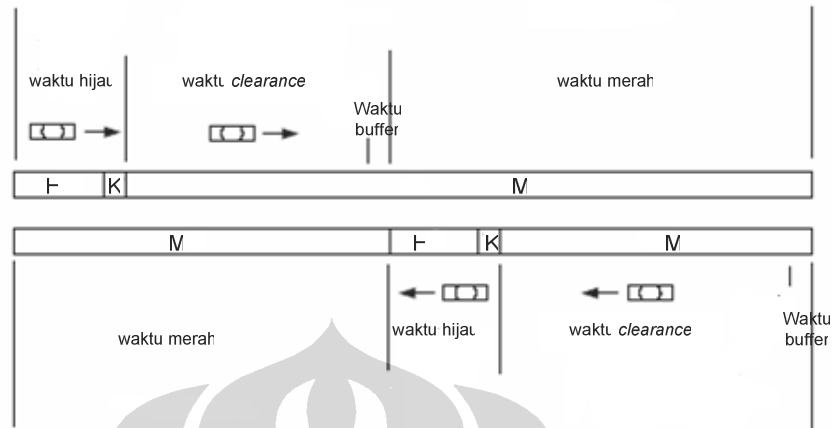 waktu hijau
waktu clearance
waktu merah
Waktu
buffer
H K M
M H K M
waktu merah
waktu hijau
waktu clearance
Waktu
buffer